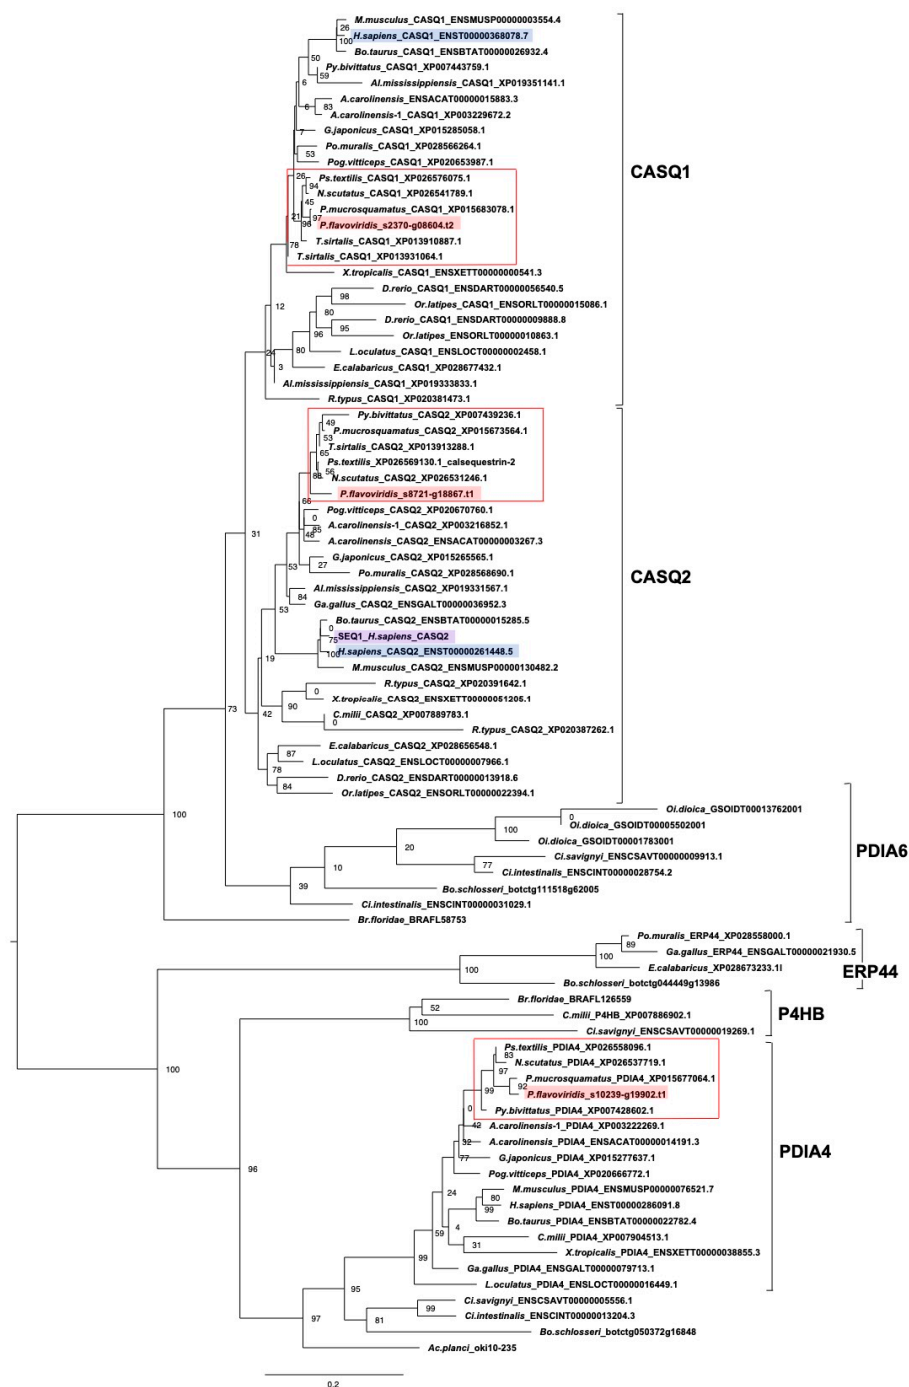 M.musculus_CASQ1_ENSMUSP00000003554.4
26
H.sapiens_CASQ1_ENST00000368078.7
100
Bo.taurus_CASQ1_ENSBTAT00000026932.4
50
Py.bivittatus_CASQ1_XP007443759.1
59
Al.mississippiensis_CASQ1_XP019351141.1
6
A.carolinensis_ENSACAT00000015883.3
6
83
A.carolinensis-1_CASQ1_XP003229672.2
7
G.japonicus_CASQ1_XP015285058.1
Po.muralis_CASQ1_XP028566264.1
53
Pog.vitticeps_CASQ1_XP020653987.1
CASQ1
26
Ps.textilis_CASQ1_XP026576075.1
94
N.scutatus_CASQ1_XP026541789.1
45
P.mucrosquamatus_CASQ1_XP015683078.1
21
97
96
P.flavoviridis_s2370-g08604.t2
T.sirtalis_CASQ1_XP013910887.1
78
T.sirtalis_CASQ1_XP013931064.1
X.tropicalis_CASQ1_ENSXETT00000000541.3
D.rerio_CASQ1_ENSDART00000056540.5
98
Or.latipes_CASQ1_ENSORLT00000015086.1
12
80
D.rerio_CASQ1_ENSDART00000009888.8
95
96
Or.latipes_ENSORLT00000010863.1
80
L.oculatus_CASQ1_ENSLOCT00000002458.1
24
3
E.calabaricus_CASQ1_XP028677432.1
Al.mississippiensis_CASQ1_XP019333833.1
R.typus_CASQ1_XP020381473.1
Py.bivittatus_CASQ2_XP007439236.1
49
P.mucrosquamatus_CASQ2_XP015673564.1
53
T.sirtalis_CASQ2_XP013913288.1
65
Ps.textilis_XP026569130.1_calsequestrin-2
56
88
N.scutatus_CASQ2_XP026531246.1
P.flavoviridis_s8721-g18867.t1
66
Pog.vitticeps_CASQ2_XP020670760.1
0
A.carolinensis-1_CASQ2_XP003216852.1
85
48
A.carolinensis_CASQ2_ENSACAT00000003267.3
31
G.japonicus_CASQ2_XP015265565.1
53
27
Po.muralis_CASQ2_XP028568690.1
CASQ2
Al.mississippiensis_CASQ2_XP019331567.1
84
Ga.gallus_CASQ2_ENSGALT00000036952.3
53
Bo.taurus_CASQ2_ENSBTAT00000015285.5
0
SEQ1_H.sapiens_CASQ2
75
H.sapiens_CASQ2_ENST00000261448.5
100
19
M.musculus_CASQ2_ENSMUSP00000130482.2
R.typus_CASQ2_XP020391642.1
0
X.tropicalis_CASQ2_ENSXETT00000051205.1
90
73
42
C.milii_CASQ2_XP007889783.1
0
R.typus_CASQ2_XP020387262.1
E.calabaricus_CASQ2_XP028656548.1
87
L.oculatus_CASQ2_ENSLOCT00000007966.1
78
D.rerio_CASQ2_ENSDART00000013918.6
84
Or.latipes_CASQ2_ENSORLT00000022394.1
Oi.dioica_GSOIDT00013762001
0
100
Oi.dioica_GSOIDT00005502001
100
Oi.dioica_GSOIDT00001783001
20
PDIA6
Ci.savignyi_ENSCSAVT00000009913.1
77
Ci.intestinalis_ENSCINT00000028754.2
10
39
Bo.schlosseri_botctg111518g62005
Ci.intestinalis_ENSCINT00000031029.1
Br.floridae_BRAFL58753
Po.muralis_ERP44_XP028558000.1
89
Ga.gallus_ERP44_ENSGALT00000021930.5
100
E.calabaricus_XP028673233.1l
100
ERP44
Bo.schlosseri_botctg044449g13986
Br.floridae_BRAFL126559
52
C.milii_P4HB_XP007886902.1
P4HB
100
Ci.savignyi_ENSCSAVT00000019269.1
Ps.textilis_PDIA4_XP026558096.1
83
N.scutatus_PDIA4_XP026537719.1
100
97
P.mucrosquamatus_PDIA4_XP015677064.1
99
92
P.flavoviridis_s10239-g19902.t1
0
Py.bivittatus_PDIA4_XP007428602.1
42
A.carolinensis-1_PDIA4_XP003222269.1
32
A.carolinensis_PDIA4_ENSACAT00000014191.3
PDIA4
77
G.japonicus_PDIA4_XP015277637.1
96
Pog.vitticeps_PDIA4_XP020666772.1
24
M.musculus_PDIA4_ENSMUSP00000076521.7
80
H.sapiens_PDIA4_ENST00000286091.8
99
Bo.taurus_PDIA4_ENSBTAT00000022782.4
4
59
C.milii_PDIA4_XP007904513.1
31
X.tropicalis_PDIA4_ENSXETT00000038855.3
99
Ga.gallus_PDIA4_ENSGALT00000079713.1
L.oculatus_PDIA4_ENSLOCT00000016449.1
95
Ci.savignyi_ENSCSAVT00000005556.1
99
Ci.intestinalis_ENSCINT00000013204.3
97
81
Bo.schlosseri_botctg050372g16848
Ac.planci_oki10-235
0.2